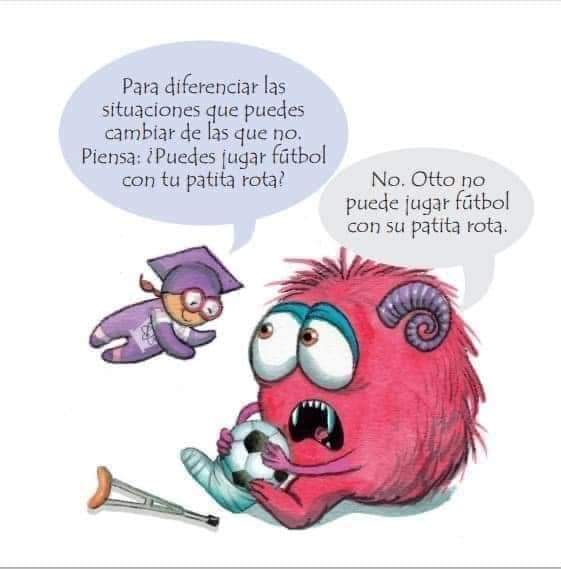 Para diferenciar las
situaciones que puedes
cambiar de las que no.
Piensa: ¿Puedes jugar fútbol
con tu patita rota?
No. Otto no
puede jugar fútbol
con su patita rota.